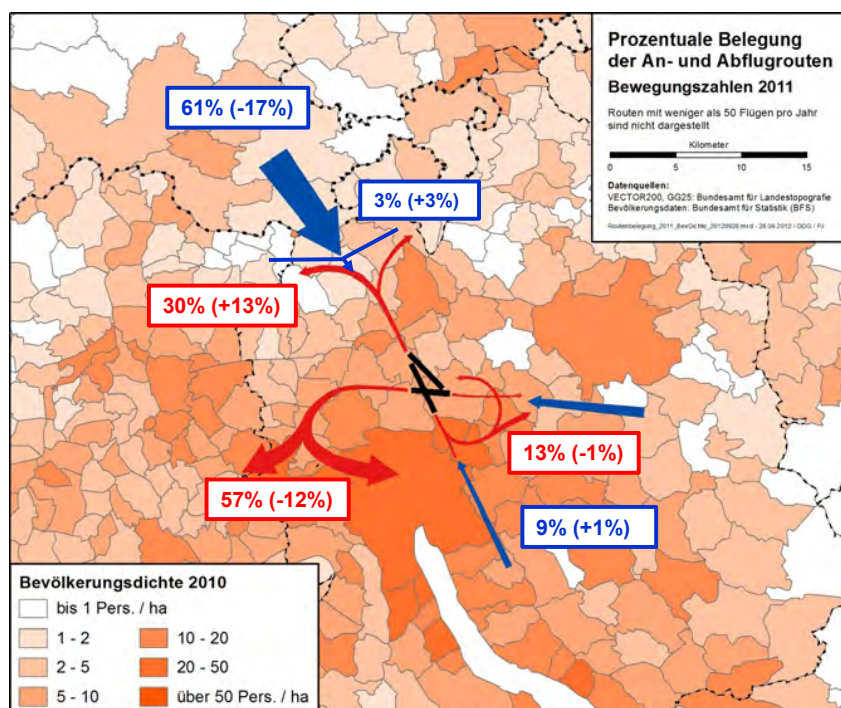 Prozentuale Belegung
der An- und Abflugrouten
Bewegungszahlen 2011
Routen mit weniger als 50 Flügen pro Jahr
sind nicht dargestellt
Kilometer
0 5 10 15
Datenquellen:
VECTOR200, GG25: Bundesamt für Landestopografie
Bevölkerungsdaten: Bundesamt für Statistik (BFS)
61% (-17%)
3% (+3%)
30% (+13%)
13% (-1%)
57% (-12%)
9% (+1%)
Bevölkerungsdichte 2010
bis 1 Pers. / ha
1 - 2
2 - 5
5 - 10
10 - 20
20 - 50
über 50 Pers. / ha